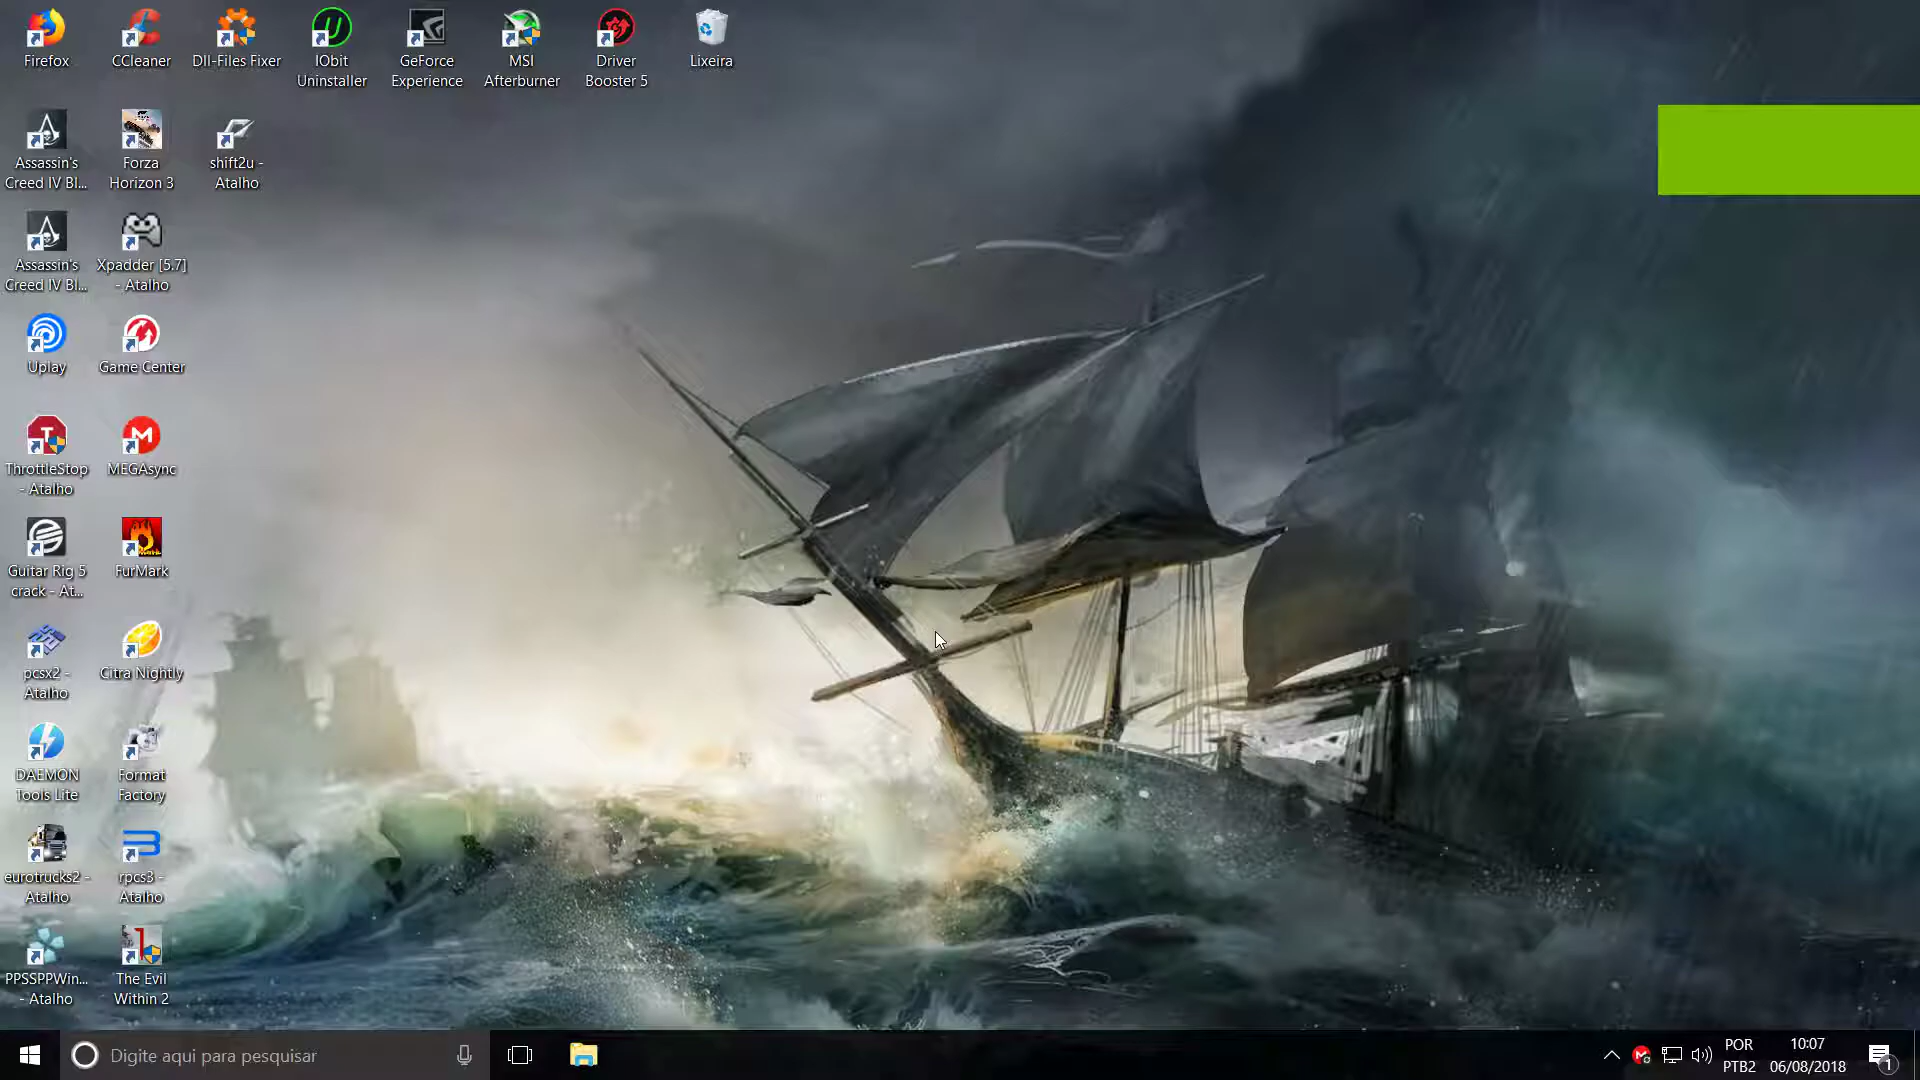 Firefox
CCleaner
Dll-Files Fixer
IObit
Uninstaller
GeForce
Experience
MSI
Afterburner
Driver
Booster 5
Lixeira
Assassin's
Creed IV Bl...
Forza
Horizon 3
shift2u -
Atalho
Assassin's
Creed IV Bl...
Xpadder [5.7]
- Atalho
Uplay
Game Center
ThrottleStop
- Atalho
MEGAsync
Guitar Rig 5
crack - At...
FurMark
pcsx2 -
Atalho
Citra Nightly
DAEMON
Tools Lite
Format
Factory
eurotrucks2 -
Atalho
rpcs3 -
Atalho
PPSSPPWin...
- Atalho
The Evil
Within 2
Digite aqui para pesquisar
POR
PTB2
10:07
06/08/2018
1